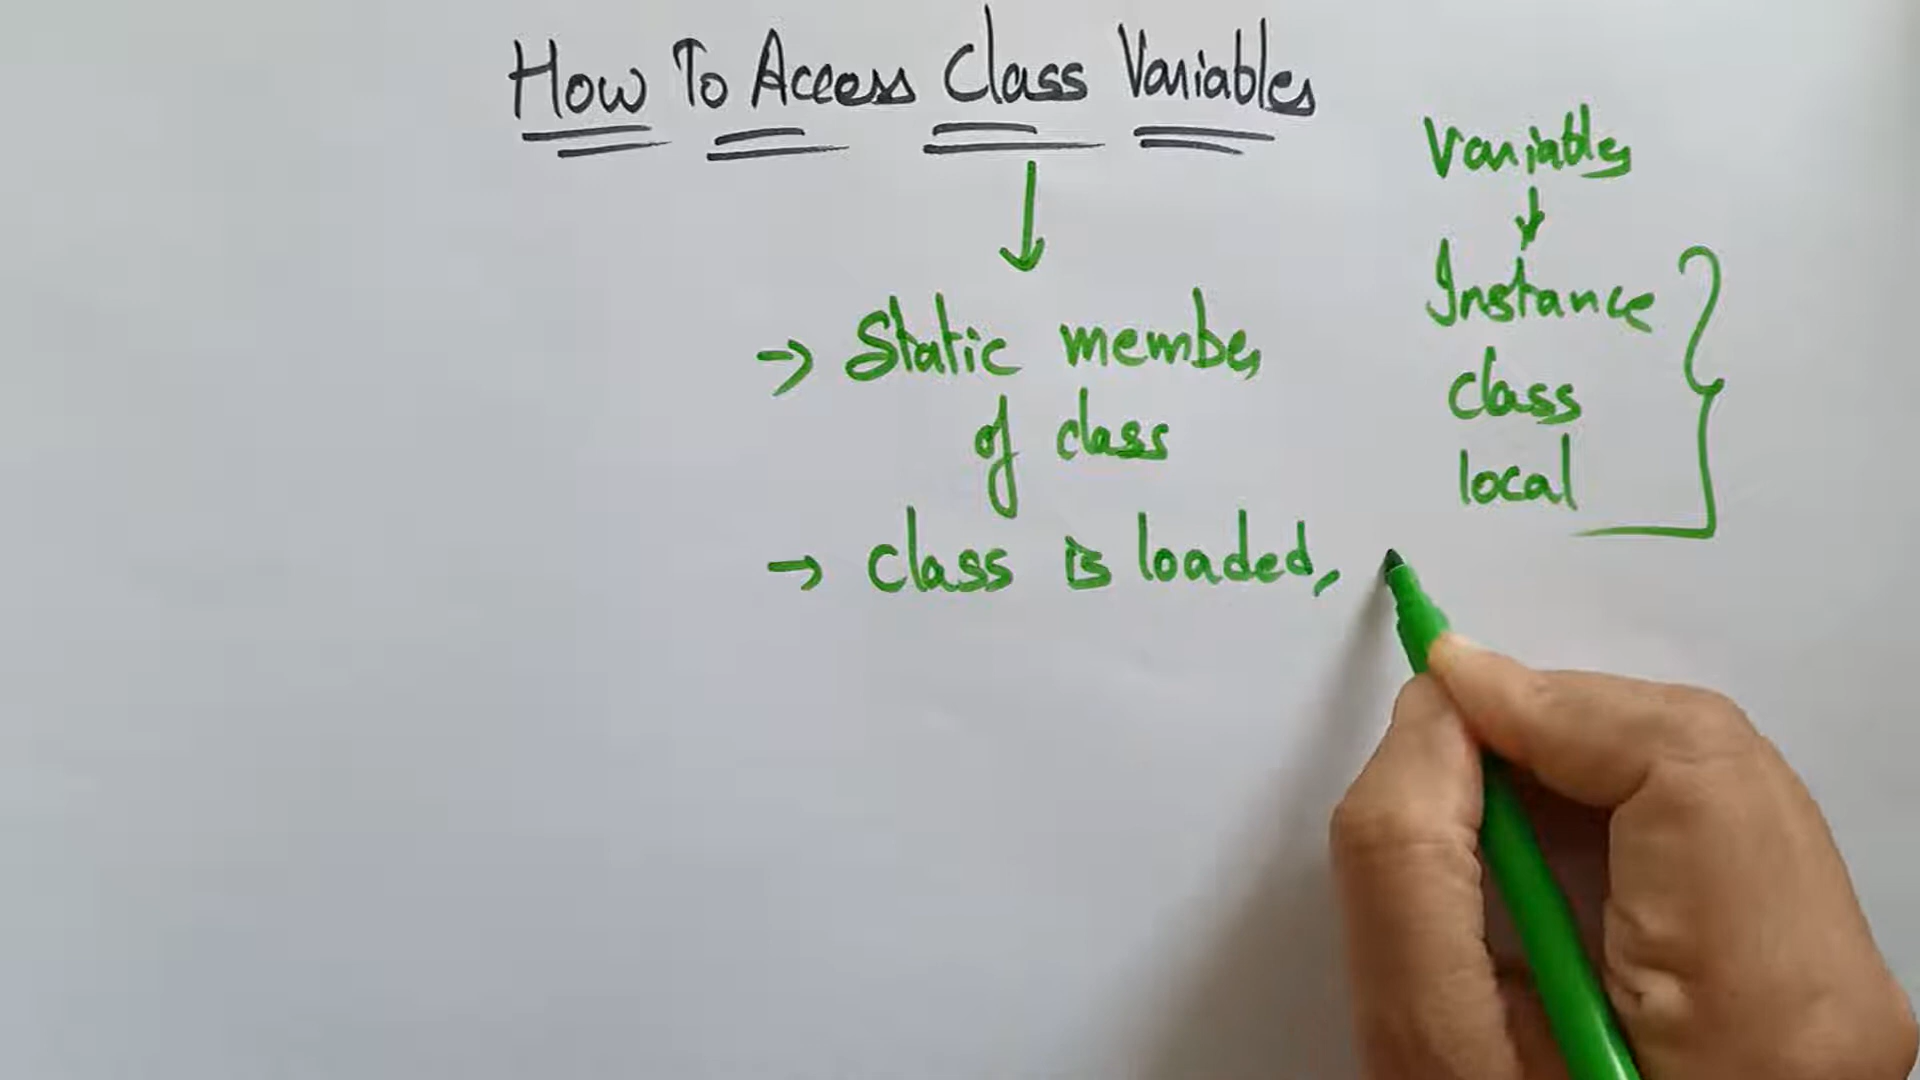 How To Access Class Variables
Variables
Instance
class
local
→ Static member
of class
→ class is loaded,